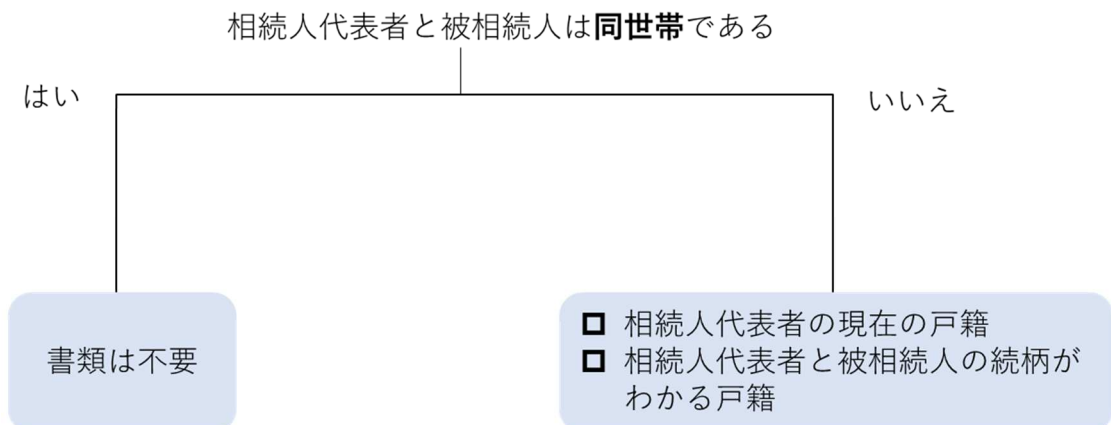 相続人代表者と被相続人は同世帯である
はい
いいえ
書類は不要
□ 相続人代表者の現在の戸籍
□ 相続人代表者と被相続人の続柄が
わかる戸籍